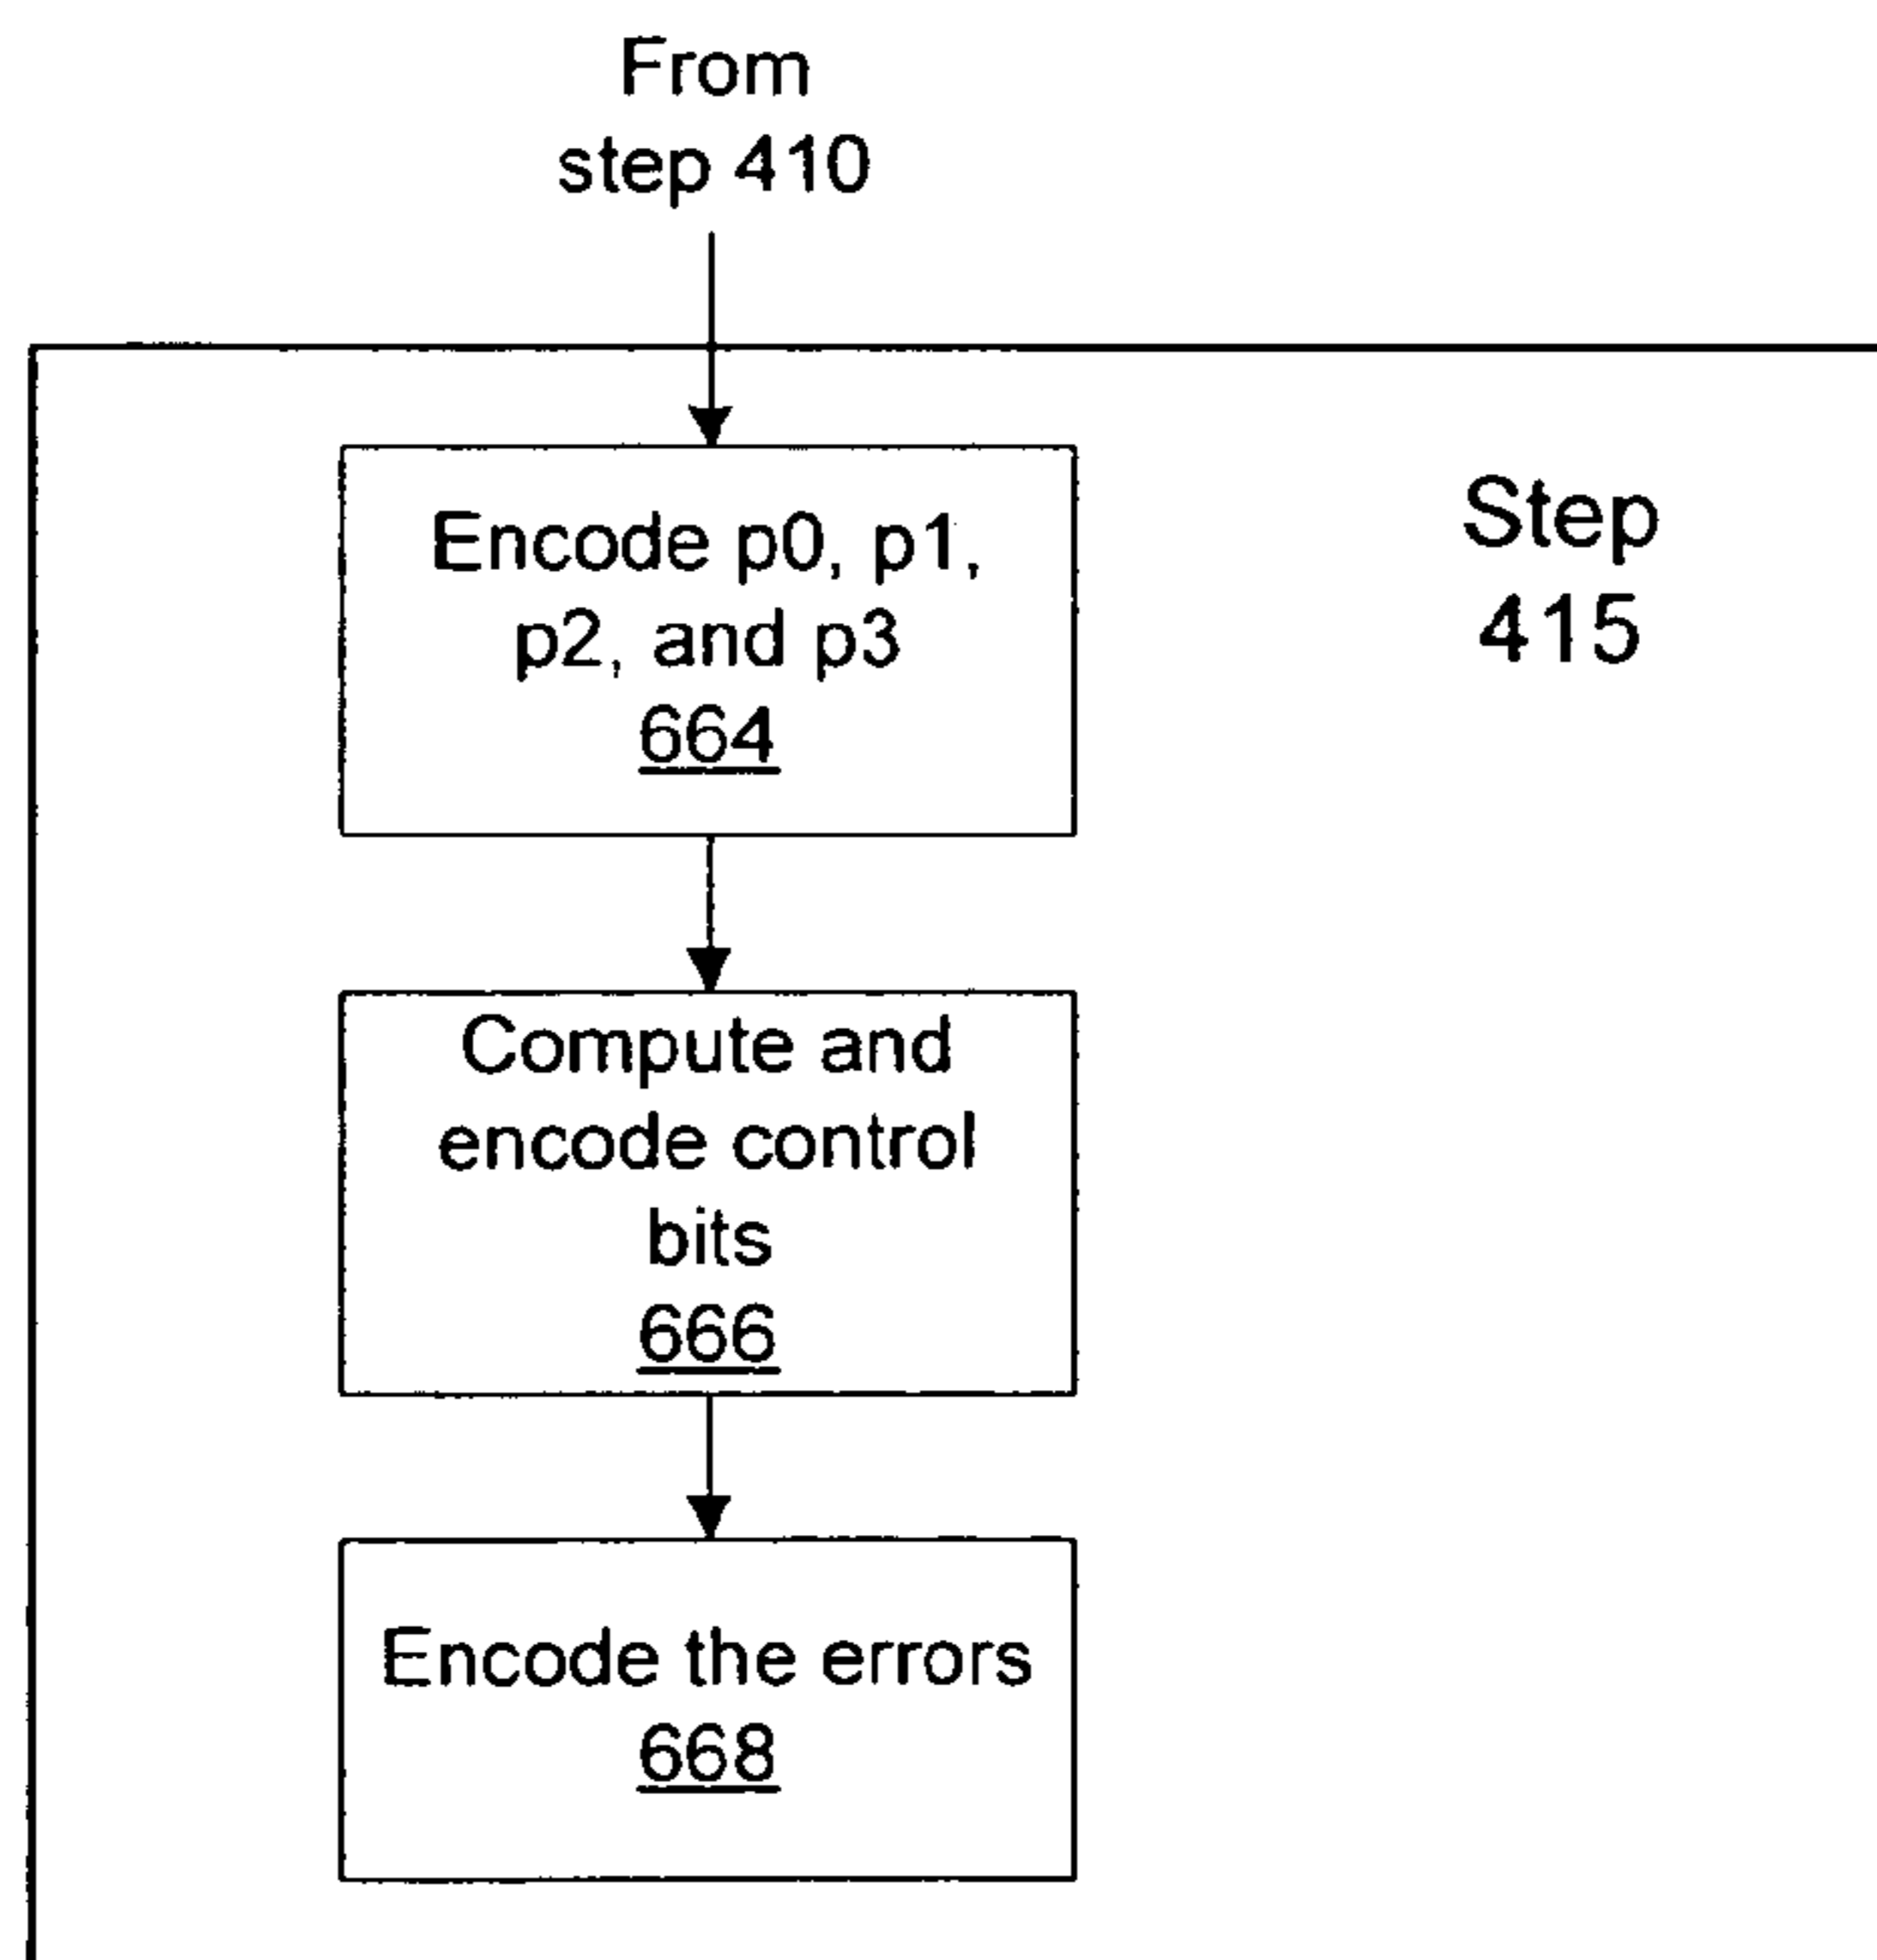 From
step 410
Encode p0, p1,
p2, and p3
664
Step
415
Compute and
encode control
bits
666
Encode the errors
668